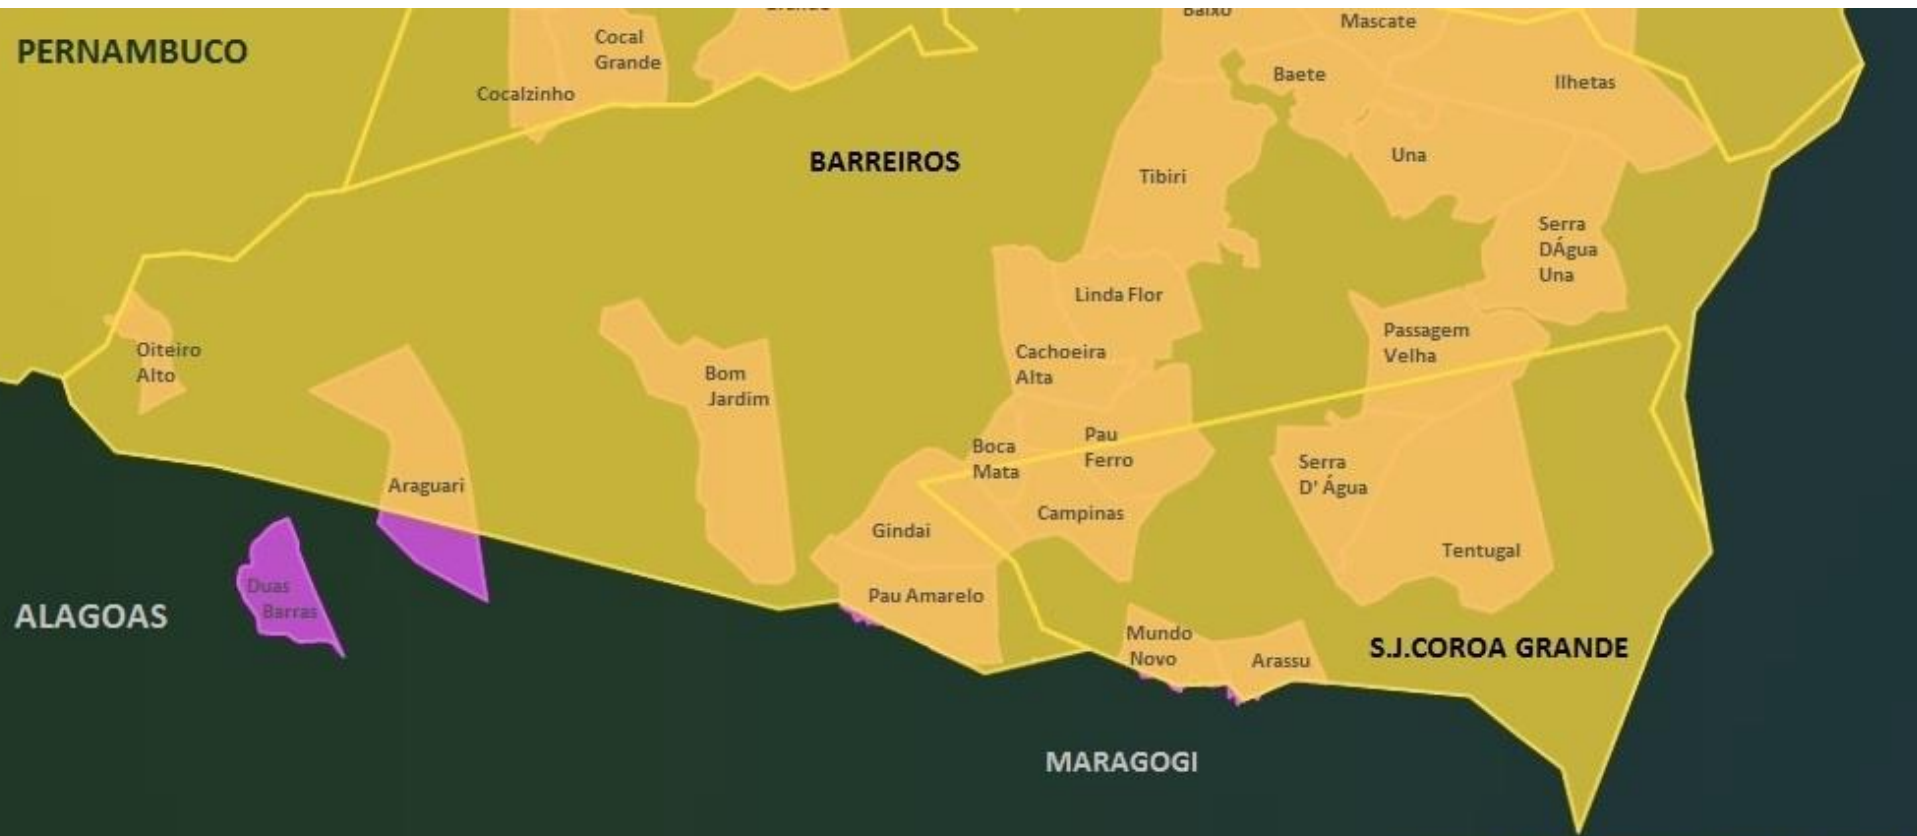 Baixo
Mascate
PERNAMBUCO
Cocal
Grande
Cocalzinho
Baete
Ilhetas
BARREIROS
Una
Tibiri
Serra
DÁgua
Una
Linda Flor
Passagem
Velha
Oiteiro
Alto
Cachoeira
Alta
Bom
Jardim
Boca
Mata
Pau
Ferro
Serra
D' Água
Araguari
Campinas
Gindai
Tentugal
Duas
Barras
Pau Amarelo
ALAGOAS
Mundo
Novo
Arassu
S.J.COROA GRANDE
MARAGOGI